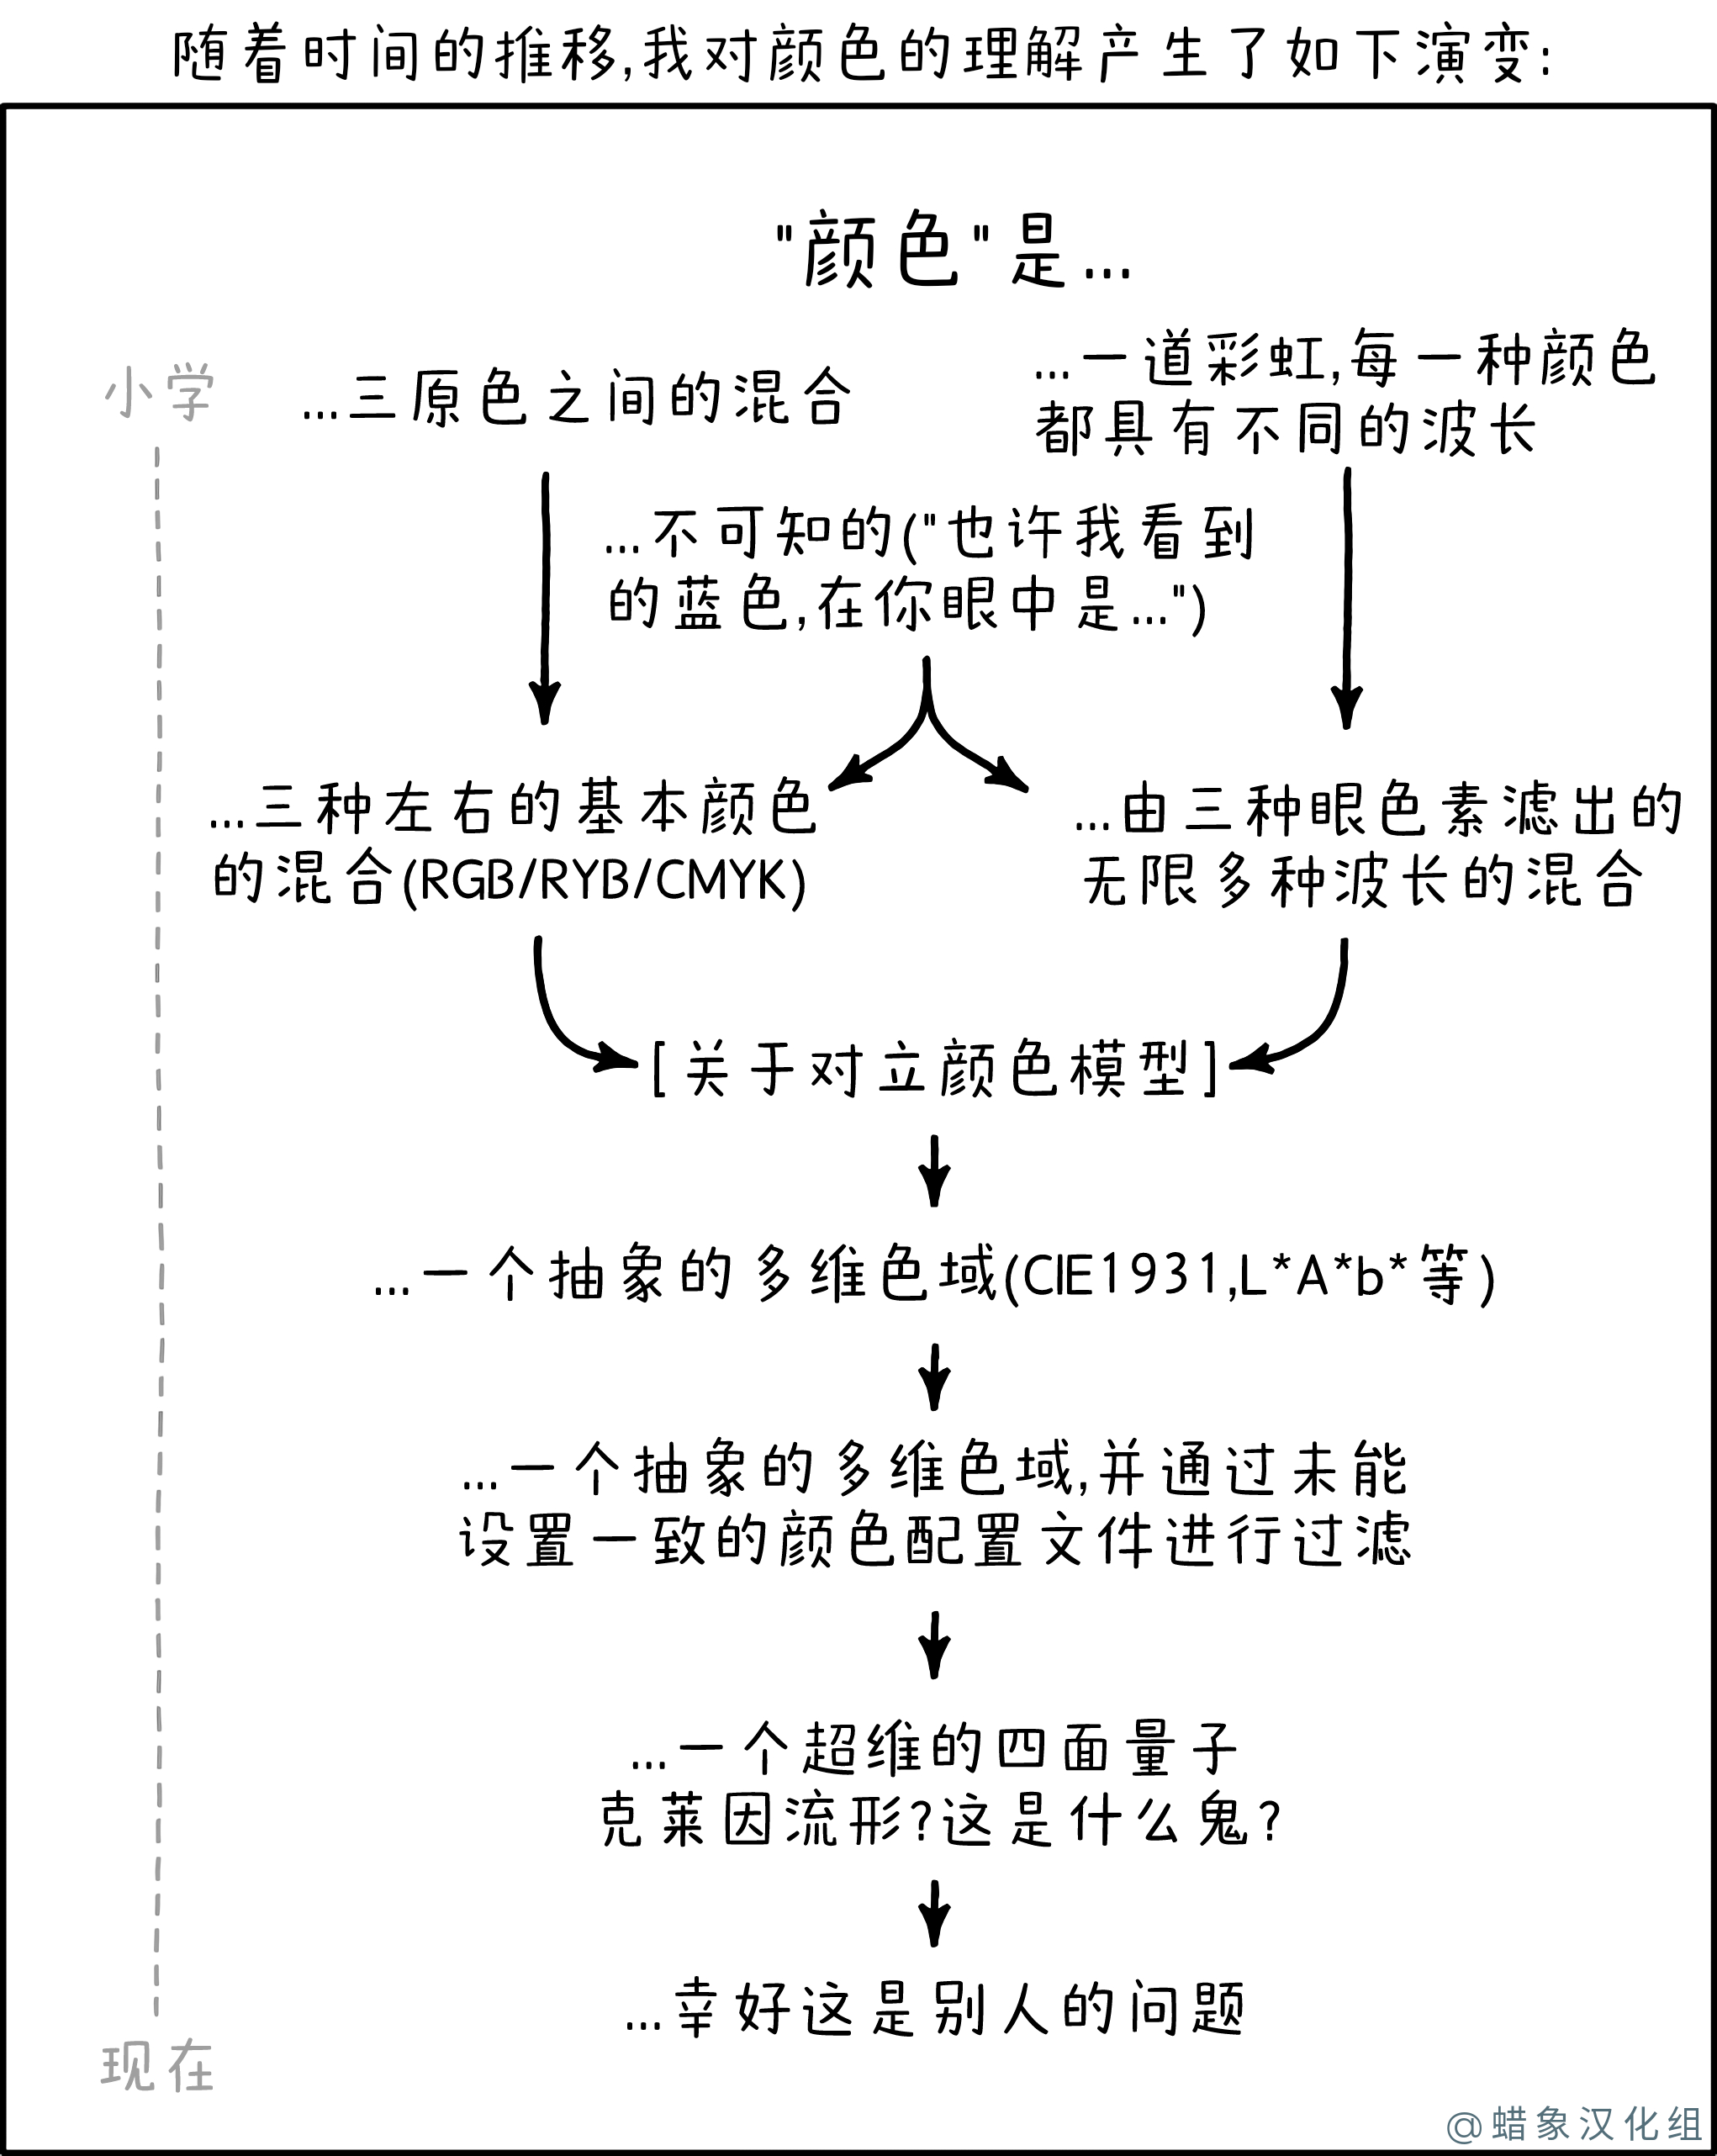 随着时间的推移,我对颜色的理解产生了如下演变:
"颜色"是...
小学
...三原色之间的混合
...一道彩虹,每一种颜色
都具有不同的波长
...不可知的("也许我看到
的蓝色,在你眼中是...")
...三种左右的基本颜色
的混合(RGB/RYB/CMYK)
...由三种眼色素滤出的
无限多种波长的混合
[关于对立颜色模型]
...一个抽象的多维色域(CIE1931,L*A*b*等)
...一个抽象的多维色域,并通过未能
设置一致的颜色配置文件进行过滤
...一个超维的四面量子
克莱因流形?这是什么鬼?
...幸好这是别人的问题
现在
@蜡象汉化组